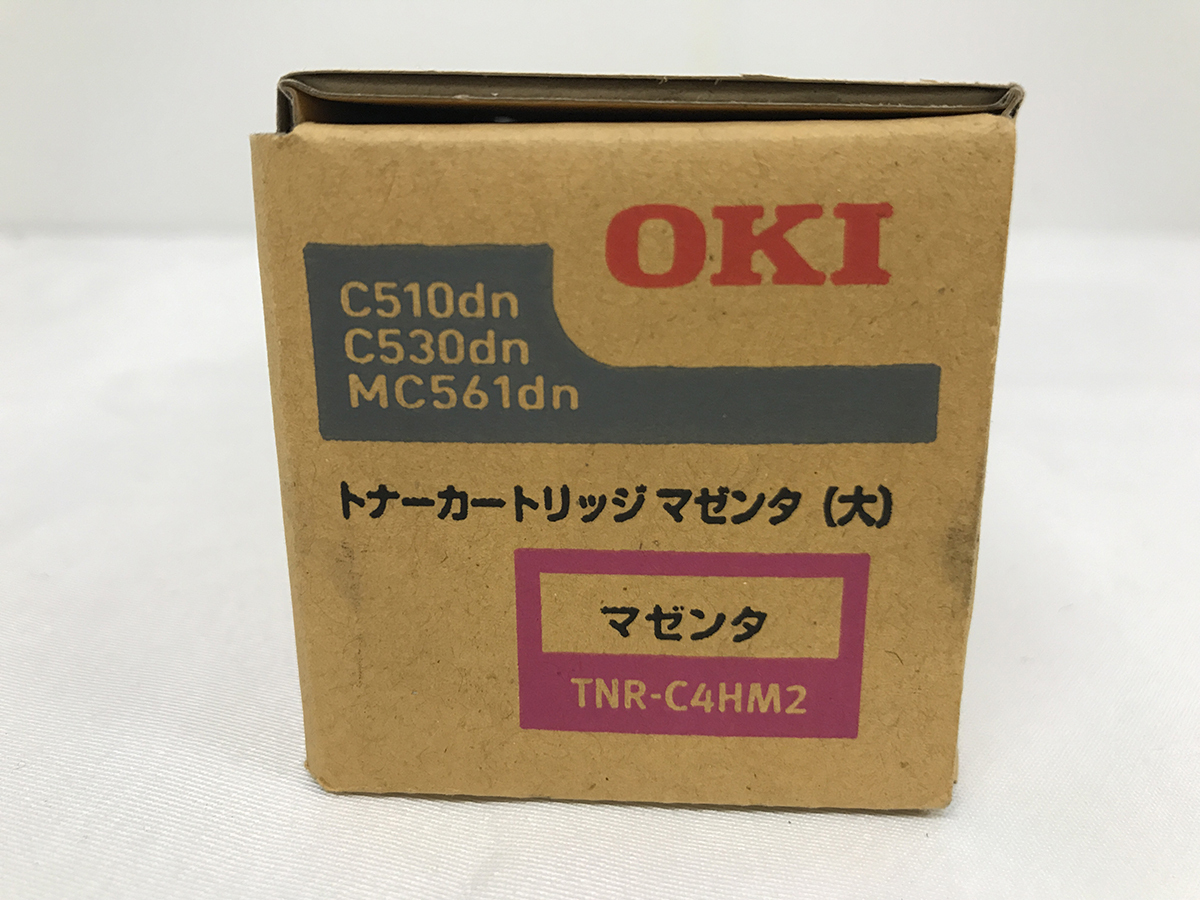 OKI
C510dn
C530dn
MC561dn
トナーカートリッジ マゼンタ (大)
マゼンタ
TNR-C4HM2